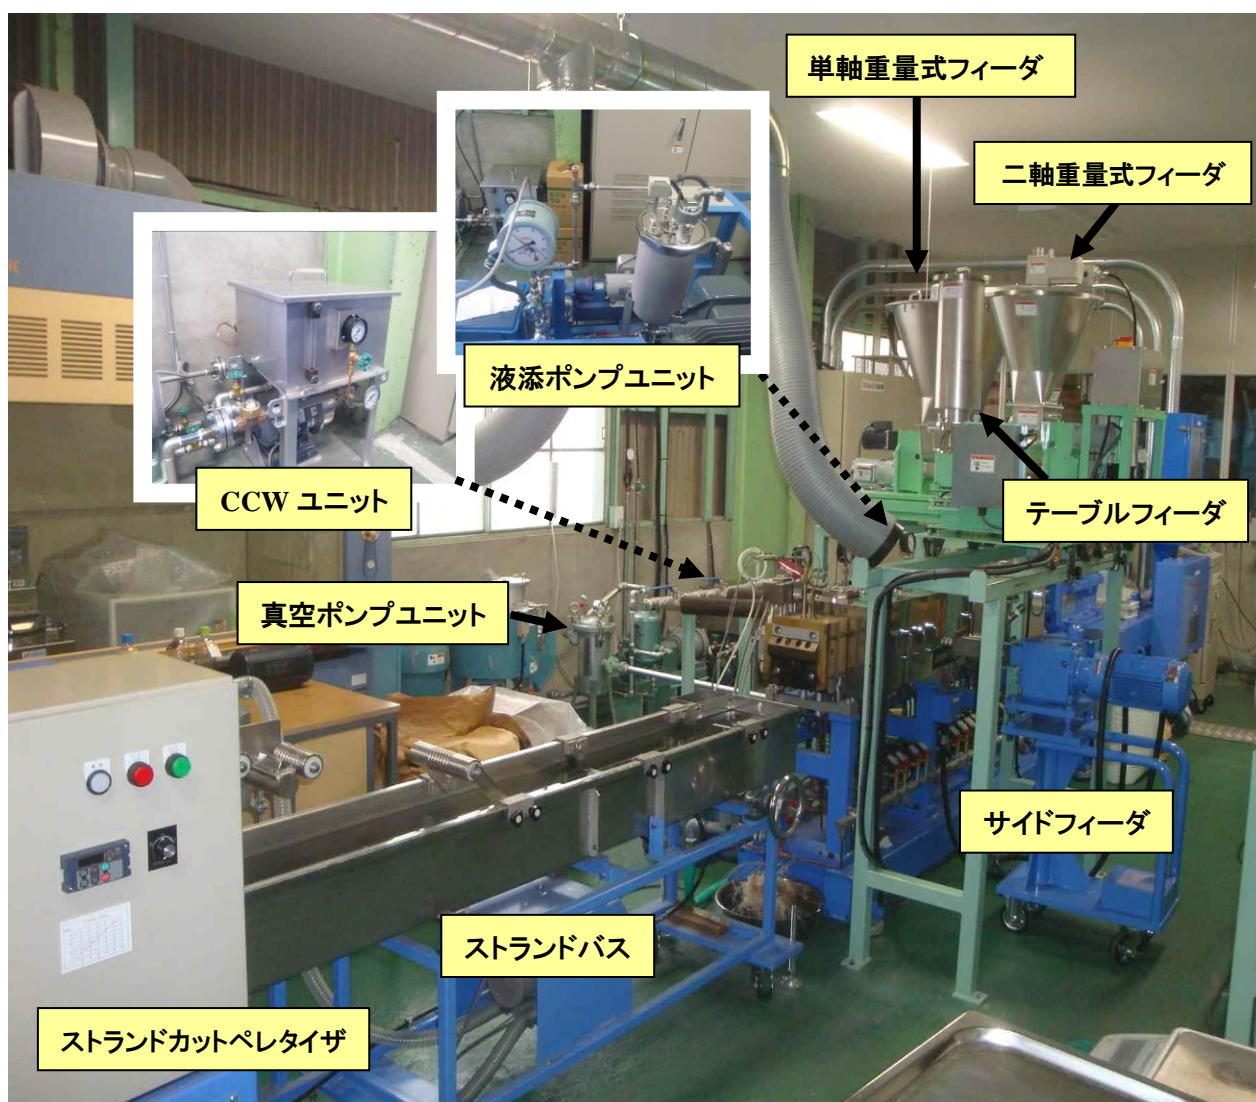 単軸重量式フィーダ
二軸重量式フィーダ
液添ポンプユニット
CCW ユニット
テーブルフィーダ
真空ポンプユニット
サイドフィーダ
ストランドバス
ストランドカットペレタイザ